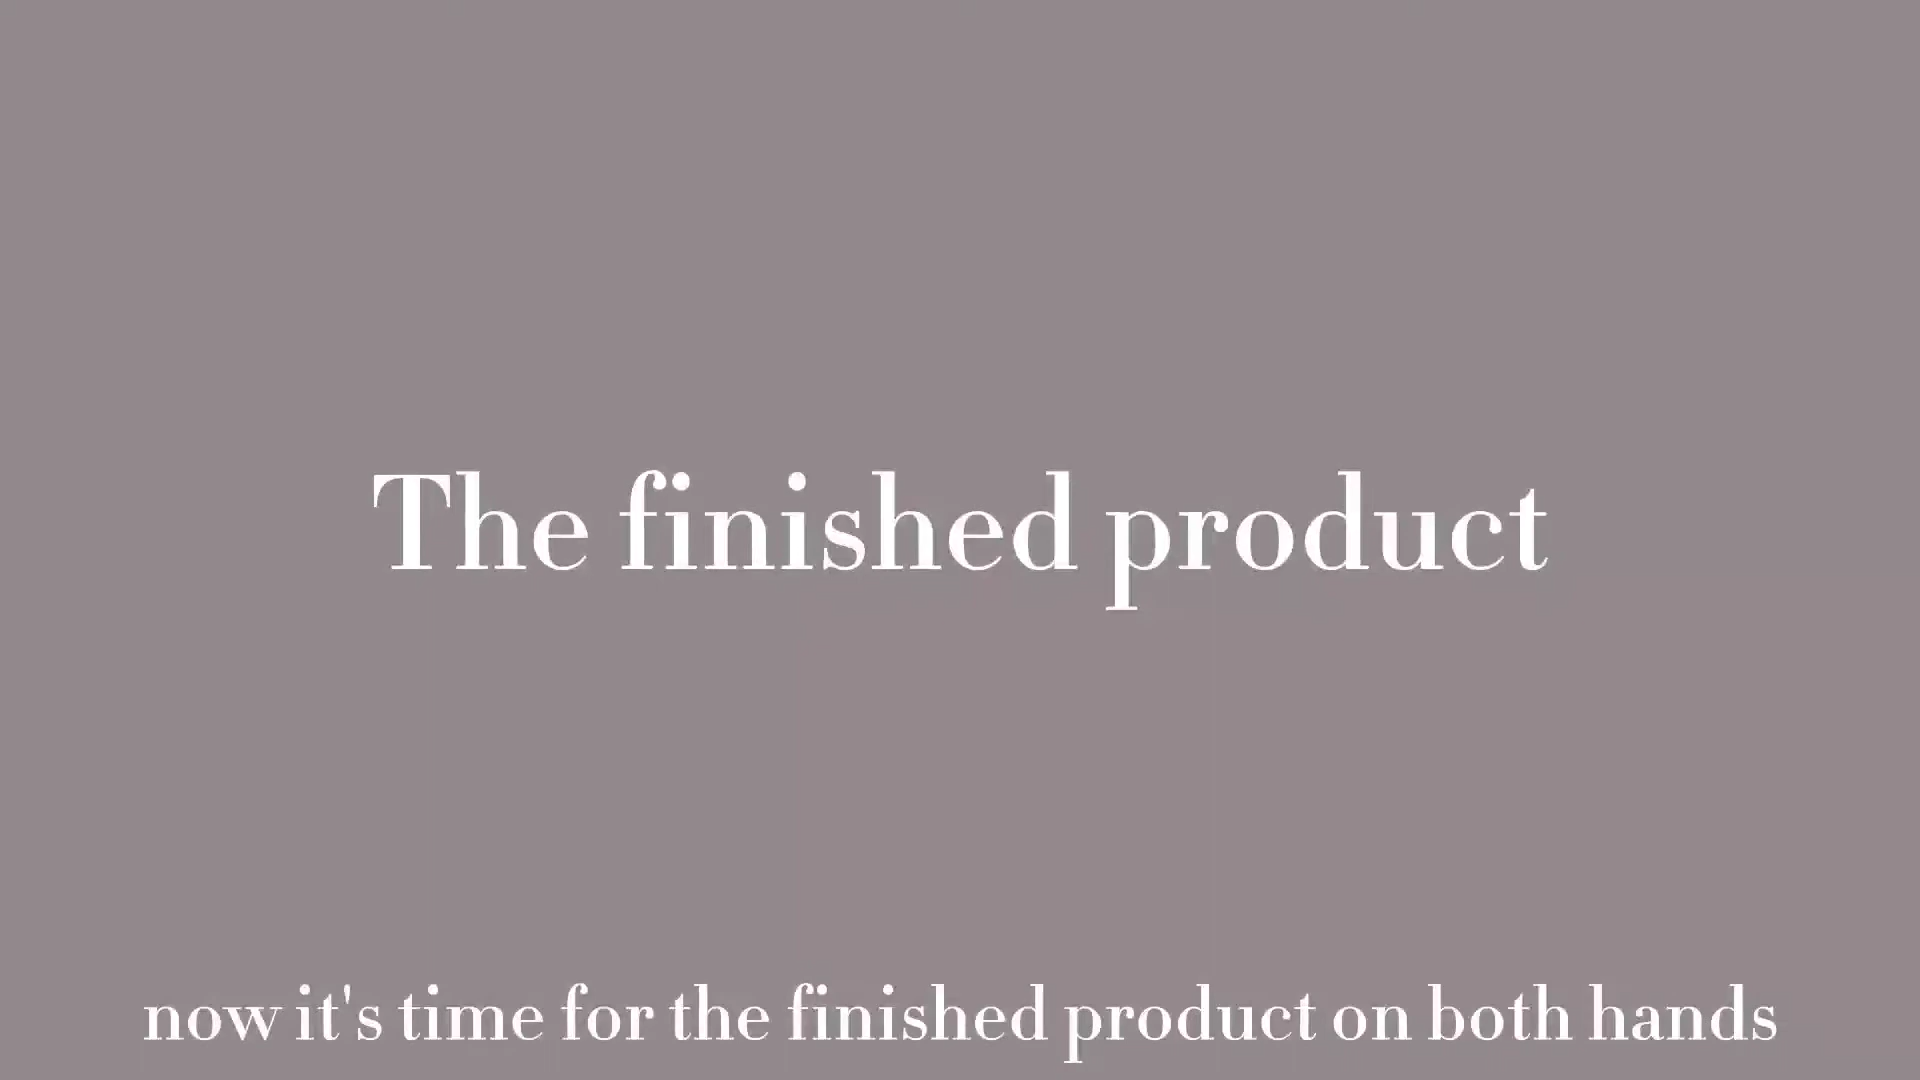 The finished product
now it's time for the finished product on both hands